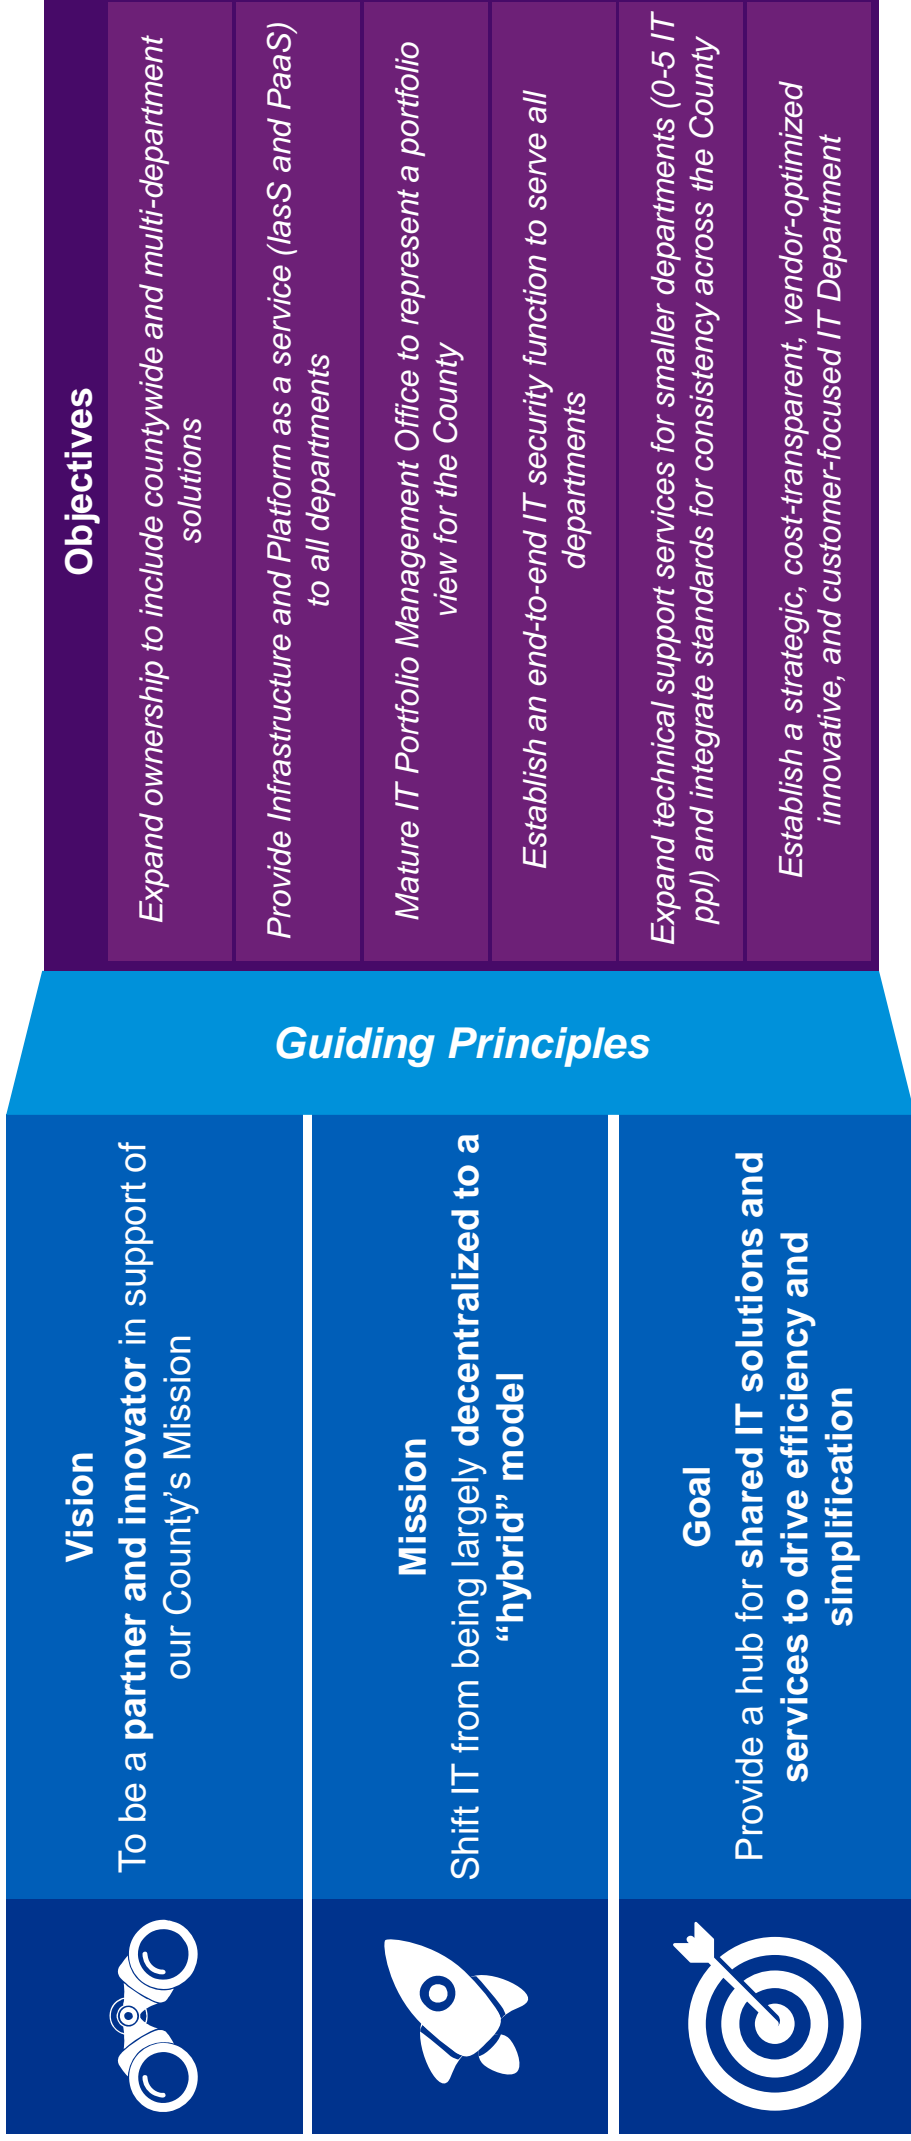 Vision
To be a partner and innovator in support of
our County’s Mission
Mission
Shift IT from being largely decentralized to a
“hybrid” model
Goal
Provide a hub for shared IT solutions and
services to drive efficiency and
simplification
Guiding Principles
Objectives
Expand ownership to include countywide and multi-department
solutions
Provide Infrastructure and Platform as a service (IasS and PaaS)
to all departments
Mature IT Portfolio Management Office to represent a portfolio
view for the County
Establish an end-to-end IT security function to serve all
departments
Expand technical support services for smaller departments (0-5 IT
ppl) and integrate standards for consistency across the County
Establish a strategic, cost-transparent, vendor-optimized
innovative, and customer-focused IT Department